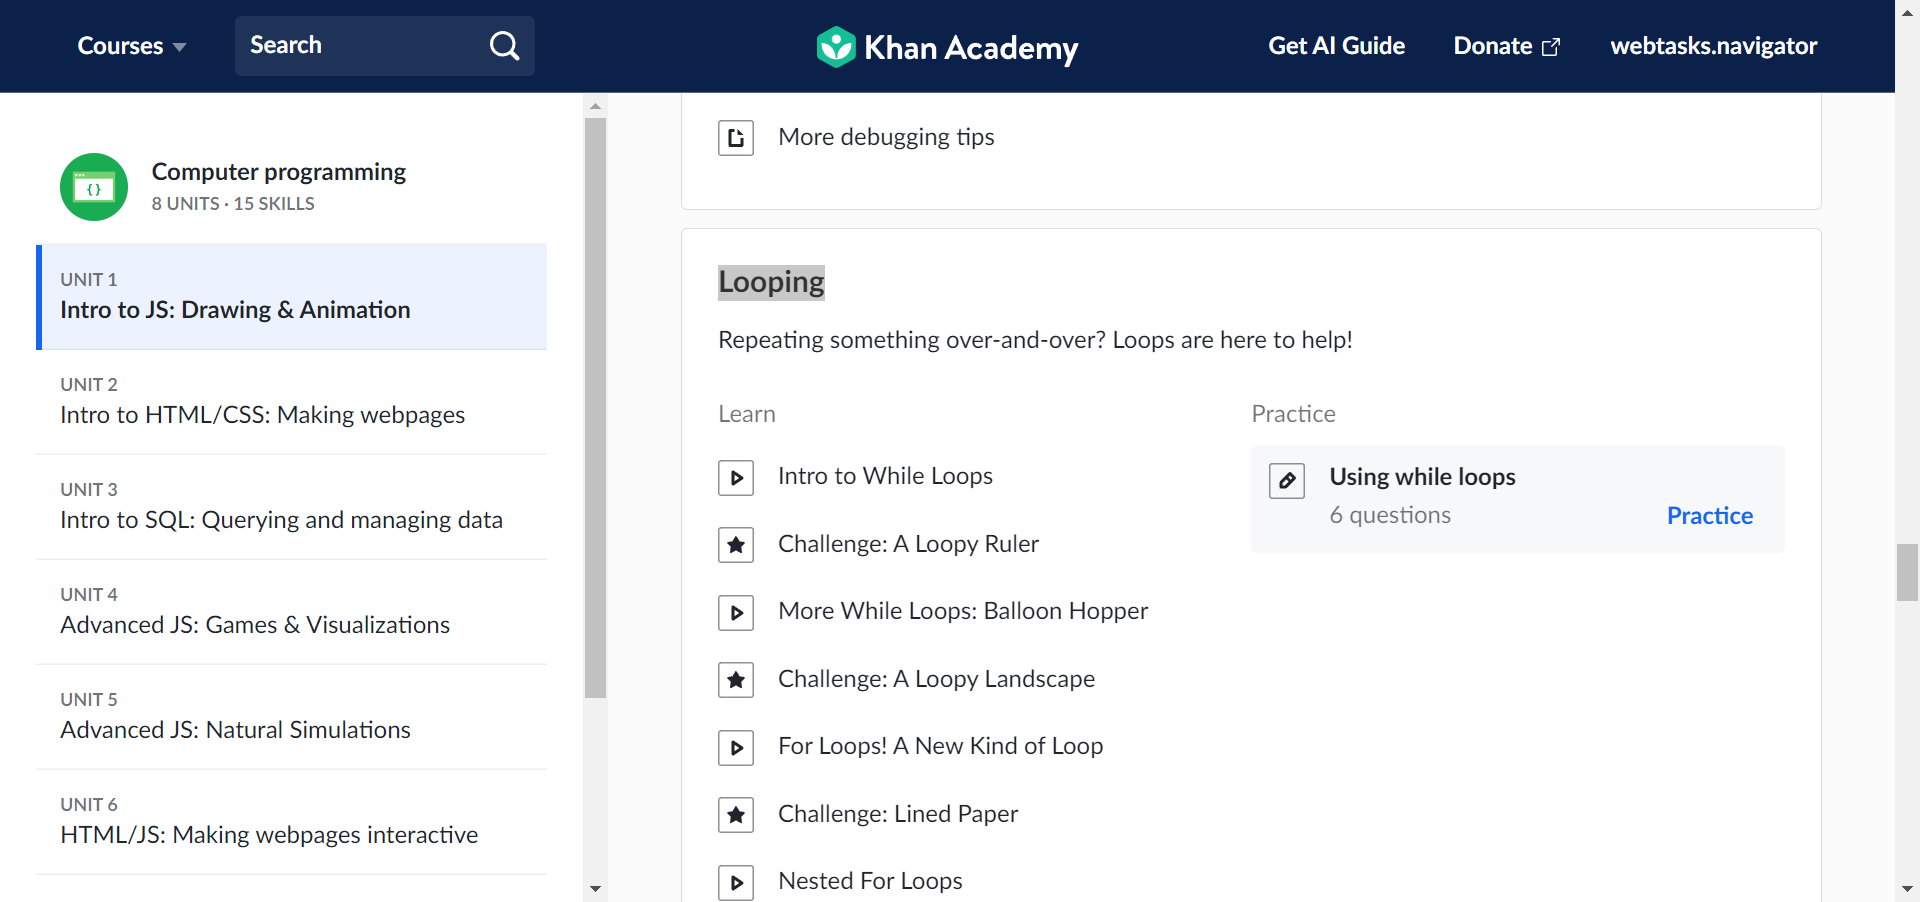 Courses
Search
Khan Academy
Get AI Guide
Donate
webtasks.navigator
Computer programming
8 UNITS · 15 SKILLS
UNIT 1
Intro to JS: Drawing & Animation
UNIT 2
Intro to HTML/CSS: Making webpages
UNIT 3
Intro to SQL: Querying and managing data
UNIT 4
Advanced JS: Games & Visualizations
UNIT 5
Advanced JS: Natural Simulations
UNIT 6
HTML/JS: Making webpages interactive
More debugging tips
Looping
Repeating something over-and-over? Loops are here to help!
Learn
Intro to While Loops
Challenge: A Loopy Ruler
More While Loops: Balloon Hopper
Challenge: A Loopy Landscape
For Loops! A New Kind of Loop
Challenge: Lined Paper
Nested For Loops
Practice
Using while loops
6 questions
Practice